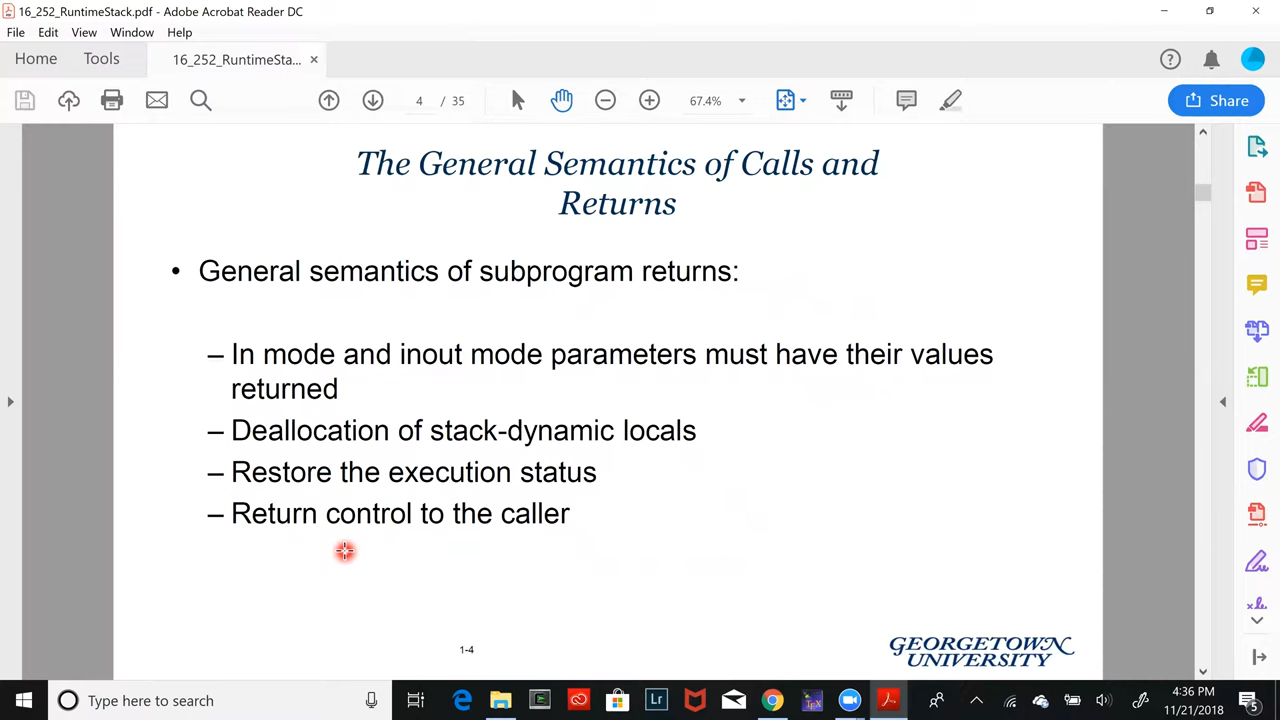 16_252_RuntimeStack.pdf - Adobe Acrobat Reader DC
File Edit View Window Help
Home Tools 16_252_RuntimeSta... ×
4 / 35 67.4% Share
The General Semantics of Calls and
Returns
• General semantics of subprogram returns:
– In mode and inout mode parameters must have their values
returned
– Deallocation of stack-dynamic locals
– Restore the execution status
– Return control to the caller
1-4
GEORGETOWN
UNIVERSITY
Type here to search
Lr
4:36 PM
11/21/2018
5